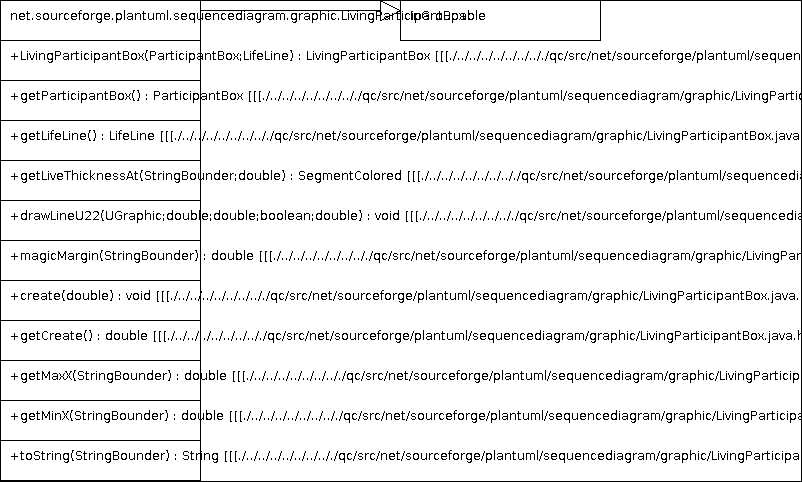 net.sourceforge.plantuml.sequencediagram.graphic.LivingParticipantBox InGroupable
+LivingParticipantBox(ParticipantBox;LifeLine) : LivingParticipantBox [[[./../../../../../../../../qc/src/net/sourceforge/plantuml/sequen
+getParticipantBox() : ParticipantBox [[[./../../../../../../../../qc/src/net/sourceforge/plantuml/sequencediagram/graphic/LivingPartic
+getLifeLine() : LifeLine [[[./../../../../../../../../qc/src/net/sourceforge/plantuml/sequencediagram/graphic/LivingParticipantBox.java
+getLiveThicknessAt(StringBounder;double) : SegmentColored [[[./../../../../../../../../qc/src/net/sourceforge/plantuml/sequencedia
+drawLineU22(UGraphic;double;double;boolean;double) : void [[[./../../../../../../../../qc/src/net/sourceforge/plantuml/sequencedia
+magicMargin(StringBounder) : double [[[./../../../../../../../../qc/src/net/sourceforge/plantuml/sequencediagram/graphic/LivingPar
+create(double) : void [[[./../../../../../../../../qc/src/net/sourceforge/plantuml/sequencediagram/graphic/LivingParticipantBox.java.
+getCreate() : double [[[./../../../../../../../../qc/src/net/sourceforge/plantuml/sequencediagram/graphic/LivingParticipantBox.java.h
+getMaxX(StringBounder) : double [[[./../../../../../../../../qc/src/net/sourceforge/plantuml/sequencediagram/graphic/LivingParticip
+getMinX(StringBounder) : double [[[./../../../../../../../../qc/src/net/sourceforge/plantuml/sequencediagram/graphic/LivingParticipa
+toString(StringBounder) : String [[[./../../../../../../../../qc/src/net/sourceforge/plantuml/sequencediagram/graphic/LivingParticipa